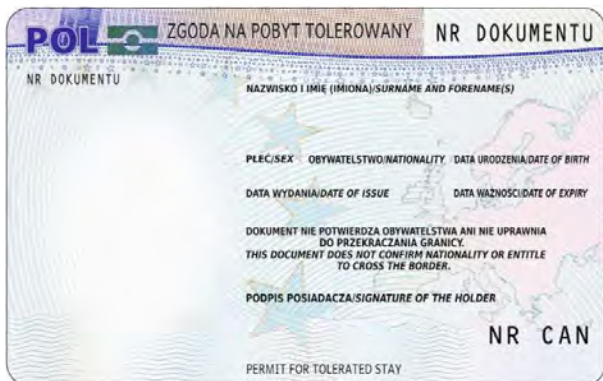 POL ZGODA NA POBYT TOLEROWANY NR DOKUMENTU
NR DOKUMENTU
NAZWISKO I IMIĘ (IMIONA)/SURNAME AND FORENAME(S)
PŁEĆ/SEX OBYWATELSTWO/NATIONALITY DATA URODZENIA/DATE OF BIRTH
DATA WYDANIA/DATE OF ISSUE DATA WAŻNOŚCI/DATE OF EXPIRY
DOKUMENT NIE POTWIERDZA OBYWATELSTWA ANI NIE UPRAWNIA
DO PRZEKRACZANIA GRANICY.
THIS DOCUMENT DOES NOT CONFIRM NATIONALITY OR ENTITLE
TO CROSS THE BORDER.
PODPIS POSIADACZA/SIGNATURE OF THE HOLDER
NR CAN
PERMIT FOR TOLERATED STAY